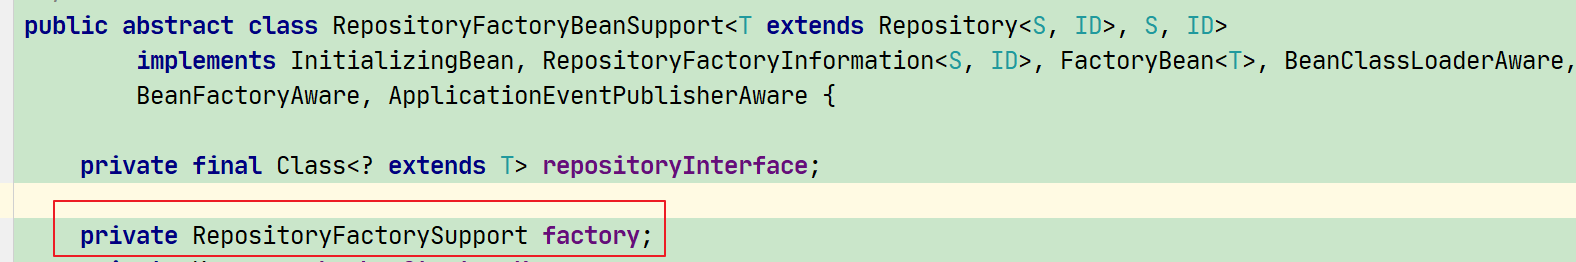 public abstract class RepositoryFactoryBeanSupport<T extends Repository<S, ID>, S, ID>
implements InitializingBean, RepositoryFactoryInformation<S, ID>, FactoryBean<T>, BeanClassLoaderAware,
BeanFactoryAware, ApplicationEventPublisherAware {
private final Class<? extends T> repositoryInterface;
private RepositoryFactorySupport factory;